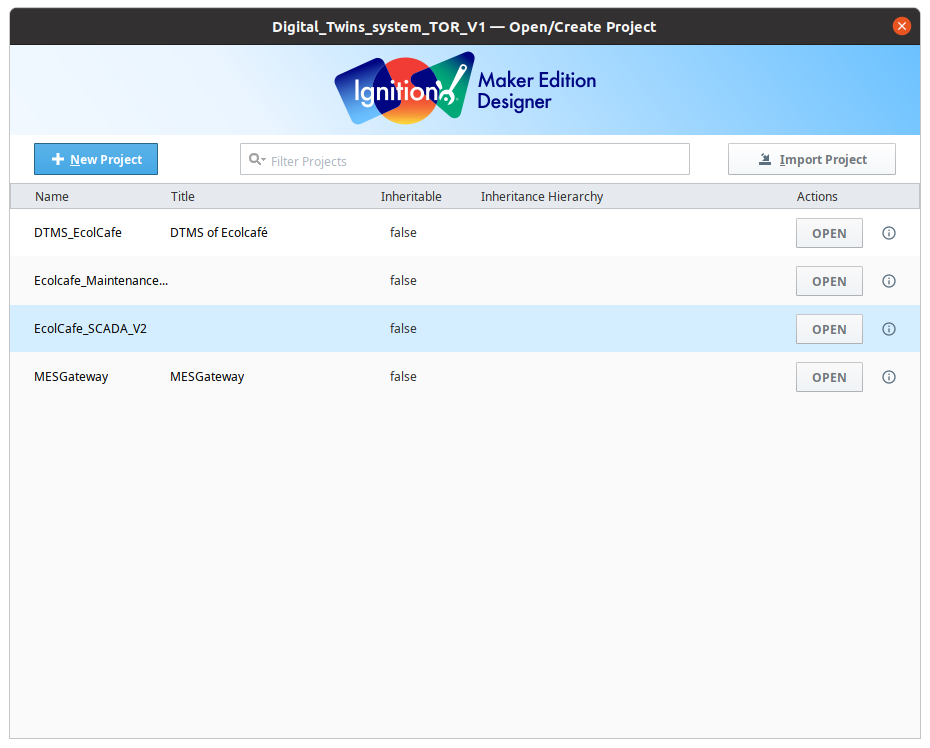 Digital_Twins_system_TOR_V1 — Open/Create Project
Ignition!
Maker Edition
Designer
New Project
Filter Projects
Import Project
Name Title Inheritable Inheritance Hierarchy Actions
DTMS_EcolCafe DTMS of Ecolcafé false OPEN
Ecolcafe_Maintenance... false OPEN
EcolCafe_SCADA_V2 false OPEN
MESGateway MESGateway false OPEN